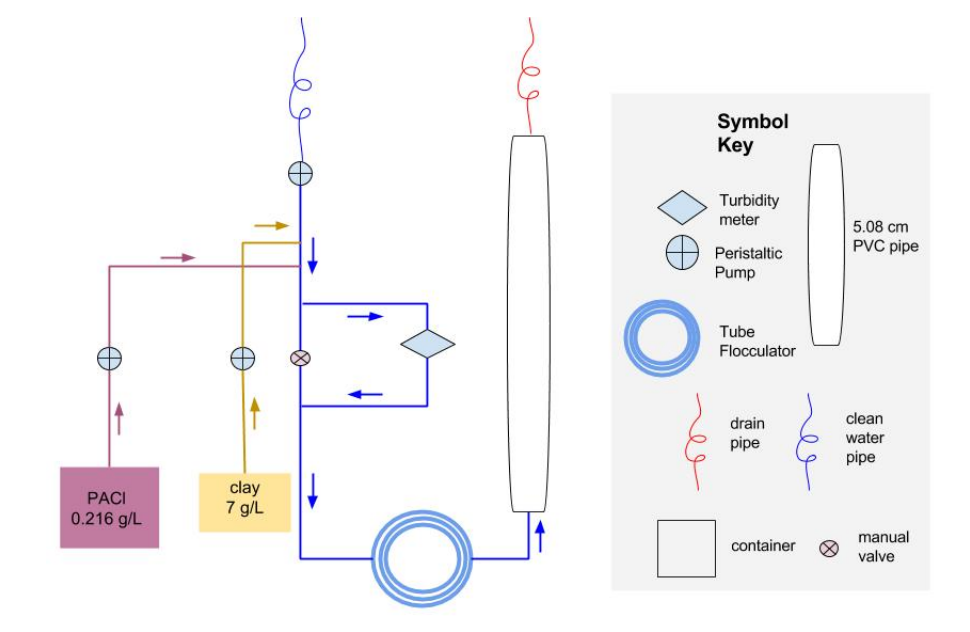 PACl
0.216 g/L
clay
7 g/L
Symbol
Key
Turbidity
meter
Peristaltic
Pump
5.08 cm
PVC pipe
Tube
Flocculator
drain
pipe
clean
water
pipe
container
manual
valve